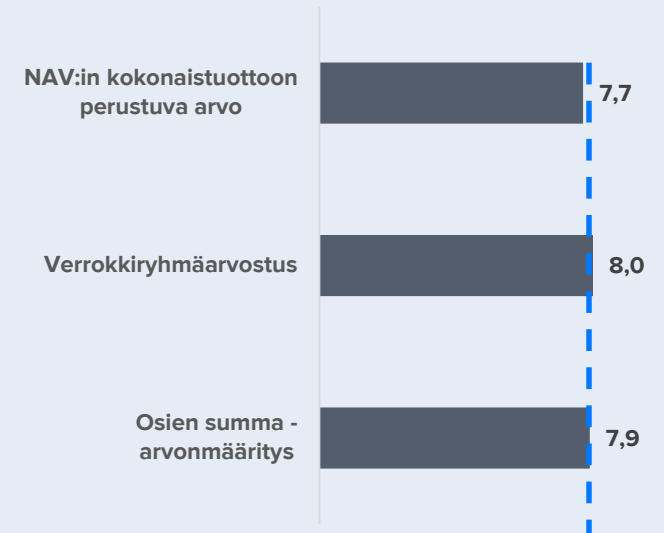 NAV:in kokonaistuottoon
perustuva arvo
7,7
Verrokkiryhmäarvostus
8,0
Osien summa -
arvonmääritys
7,9